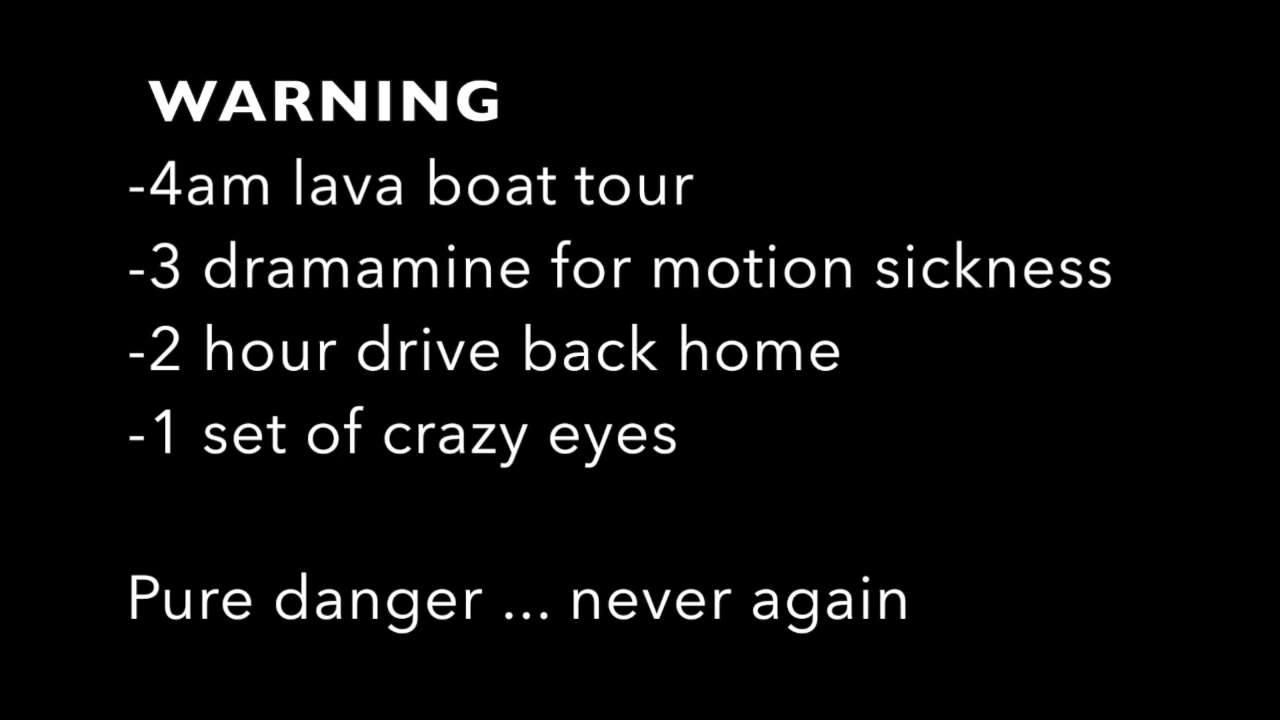 WARNING
-4am lava boat tour
-3 dramamine for motion sickness
-2 hour drive back home
-1 set of crazy eyes
Pure danger ... never again